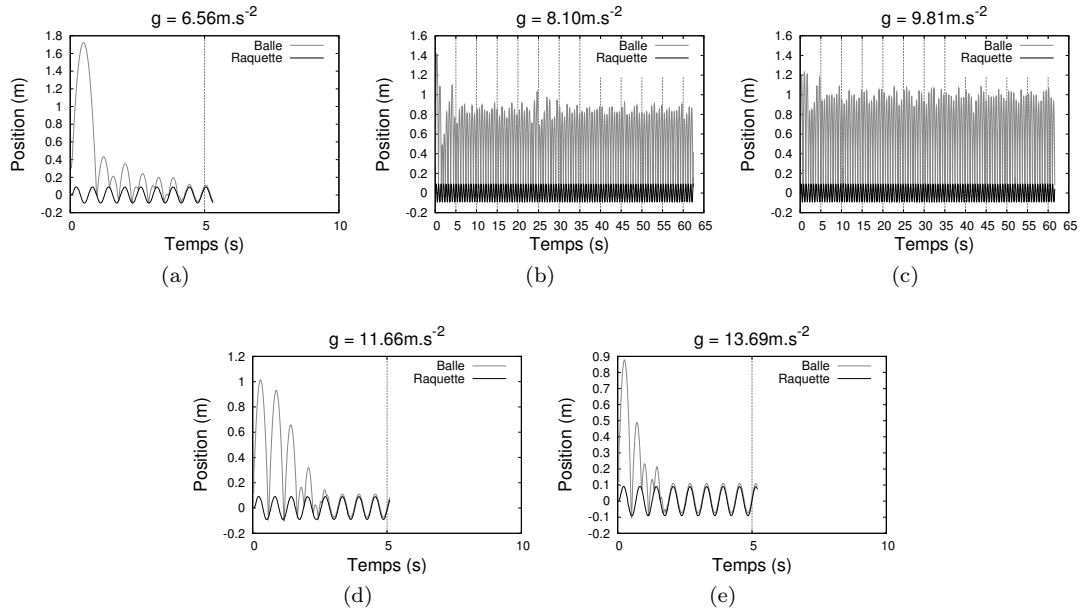 g = 6.56m.s-2
Balle
Raquette
Position (m)
1.8
1.6
1.4
1.2
1
0.8
0.6
0.4
0.2
0
-0.2
0 5 10
Temps (s)
(a)
g = 8.10m.s-2
Balle
Raquette
Position (m)
1.6
1.4
1.2
1
0.8
0.6
0.4
0.2
0
-0.2
0 5 10 15 20 25 30 35 40 45 50 55 60 65
Temps (s)
(b)
g = 9.81m.s-2
Balle
Raquette
Position (m)
1.6
1.4
1.2
1
0.8
0.6
0.4
0.2
0
-0.2
0 5 10 15 20 25 30 35 40 45 50 55 60 65
Temps (s)
(c)
g = 11.66m.s-2
Balle
Raquette
Position (m)
1.2
1
0.8
0.6
0.4
0.2
0
-0.2
0 5 10
Temps (s)
(d)
g = 13.69m.s-2
Balle
Raquette
Position (m)
0.9
0.8
0.7
0.6
0.5
0.4
0.3
0.2
0.1
0
-0.1
-0.2
0 5 10
Temps (s)
(e)